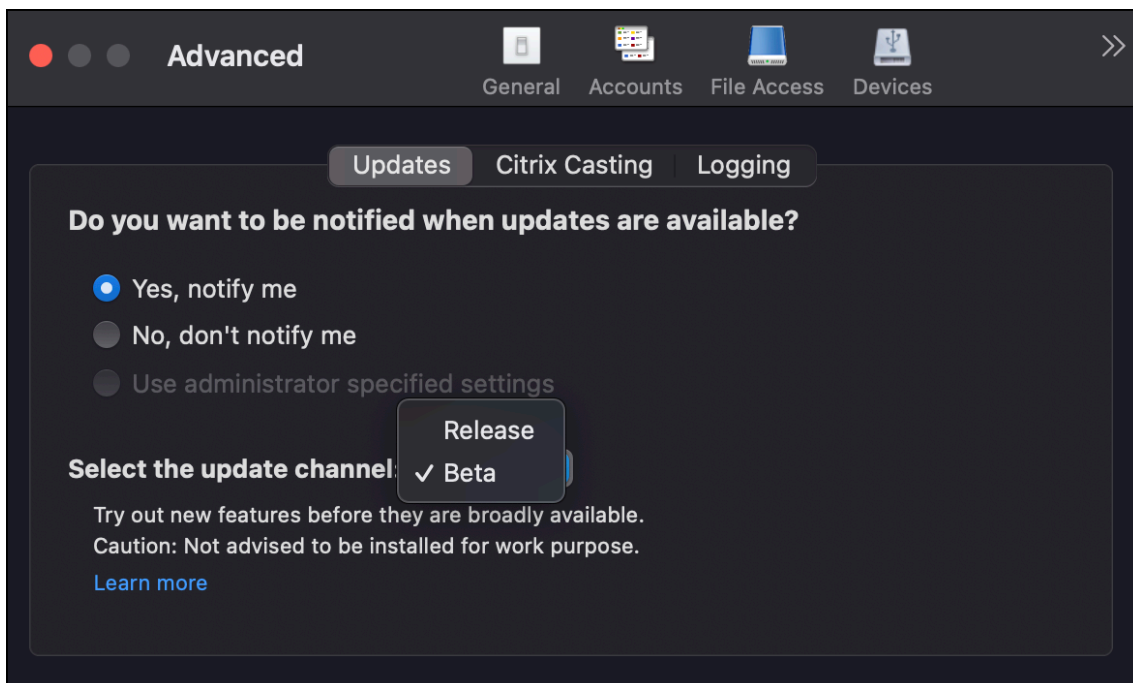 Advanced
General Accounts File Access Devices
Updates Citrix Casting Logging
Do you want to be notified when updates are available?
Yes, notify me
No, don't notify me
Use administrator specified settings
Release
Select the update channel:
✓ Beta
Try out new features before they are broadly available.
Caution: Not advised to be installed for work purpose.
Learn more